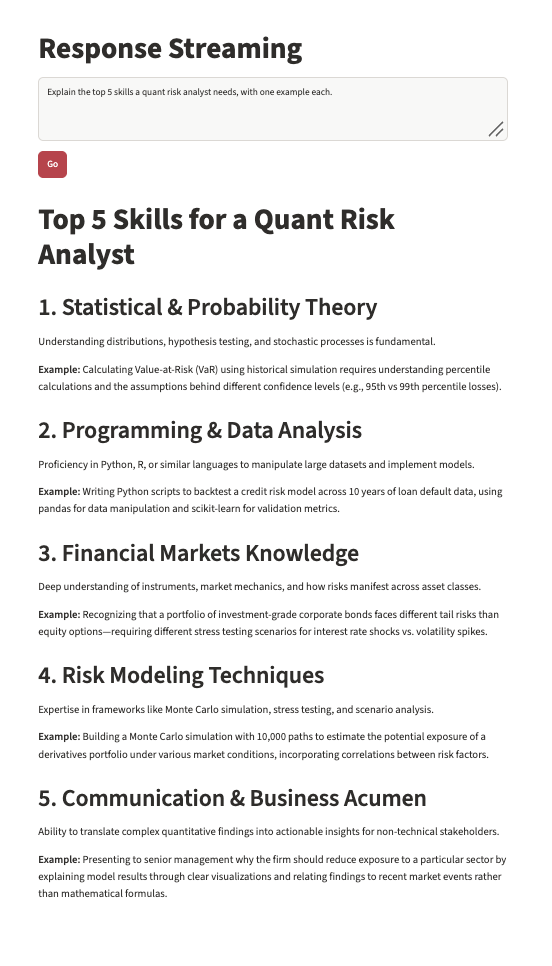 Response Streaming
Explain the top 5 skills a quant risk analyst needs, with one example each.
Go
Top 5 Skills for a Quant Risk
Analyst
1. Statistical & Probability Theory
Understanding distributions, hypothesis testing, and stochastic processes is fundamental.
Example: Calculating Value-at-Risk (VaR) using historical simulation requires understanding percentile
calculations and the assumptions behind different confidence levels (e.g., 95th vs 99th percentile losses).
2. Programming & Data Analysis
Proficiency in Python, R, or similar languages to manipulate large datasets and implement models.
Example: Writing Python scripts to backtest a credit risk model across 10 years of loan default data, using
pandas for data manipulation and scikit-learn for validation metrics.
3. Financial Markets Knowledge
Deep understanding of instruments, market mechanics, and how risks manifest across asset classes.
Example: Recognizing that a portfolio of investment-grade corporate bonds faces different tail risks than
equity options—requiring different stress testing scenarios for interest rate shocks vs. volatility spikes.
4. Risk Modeling Techniques
Expertise in frameworks like Monte Carlo simulation, stress testing, and scenario analysis.
Example: Building a Monte Carlo simulation with 10,000 paths to estimate the potential exposure of a
derivatives portfolio under various market conditions, incorporating correlations between risk factors.
5. Communication & Business Acumen
Ability to translate complex quantitative findings into actionable insights for non-technical stakeholders.
Example: Presenting to senior management why the firm should reduce exposure to a particular sector by
explaining model results through clear visualizations and relating findings to recent market events rather
than mathematical formulas.